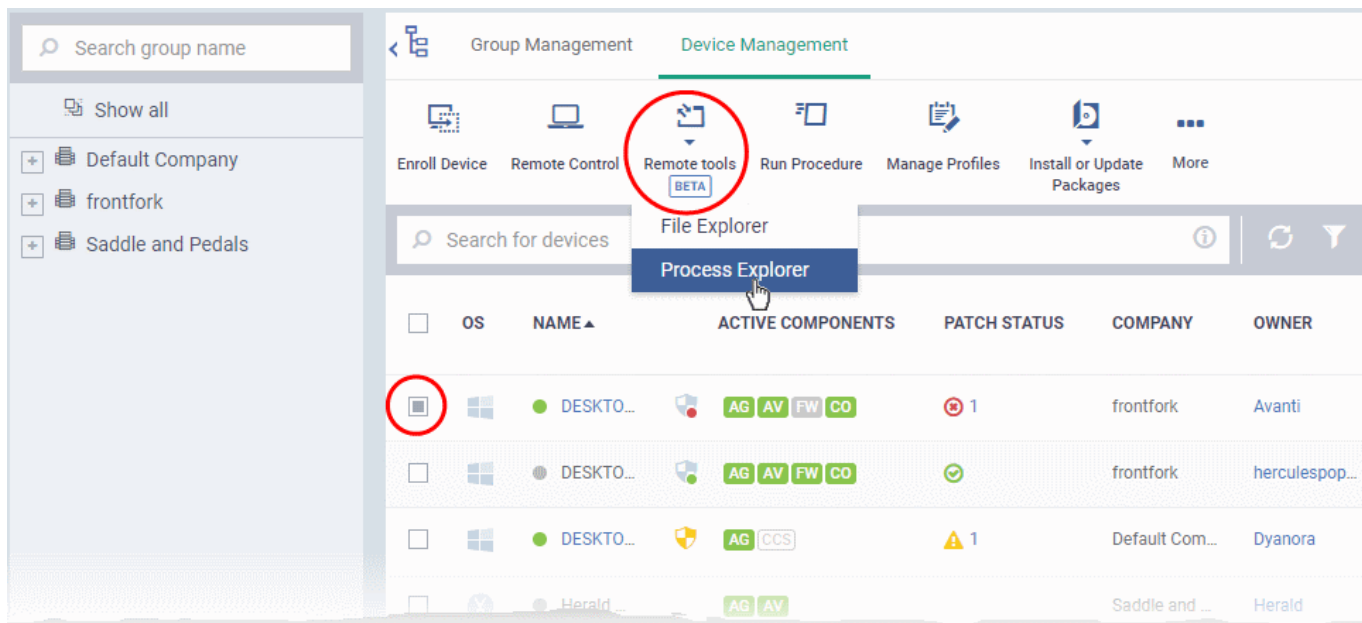 Search group name
Show all
Default Company
frontfork
Saddle and Pedals
Group Management Device Management
Enroll Device Remote Control Remote tools Run Procedure Manage Profiles Install or Update More
BETA Packages
File Explorer
Search for devices
Process Explorer
OS NAME ACTIVE COMPONENTS PATCH STATUS COMPANY OWNER
DESKTO... AG AV FW CO 1 frontfork Avanti
DESKTO... AG AV FW CO frontfork herculespop...
DESKTO... AG CCS 1 Default Com... Dyanora
Herald ... AG AV Saddle and ... Herald